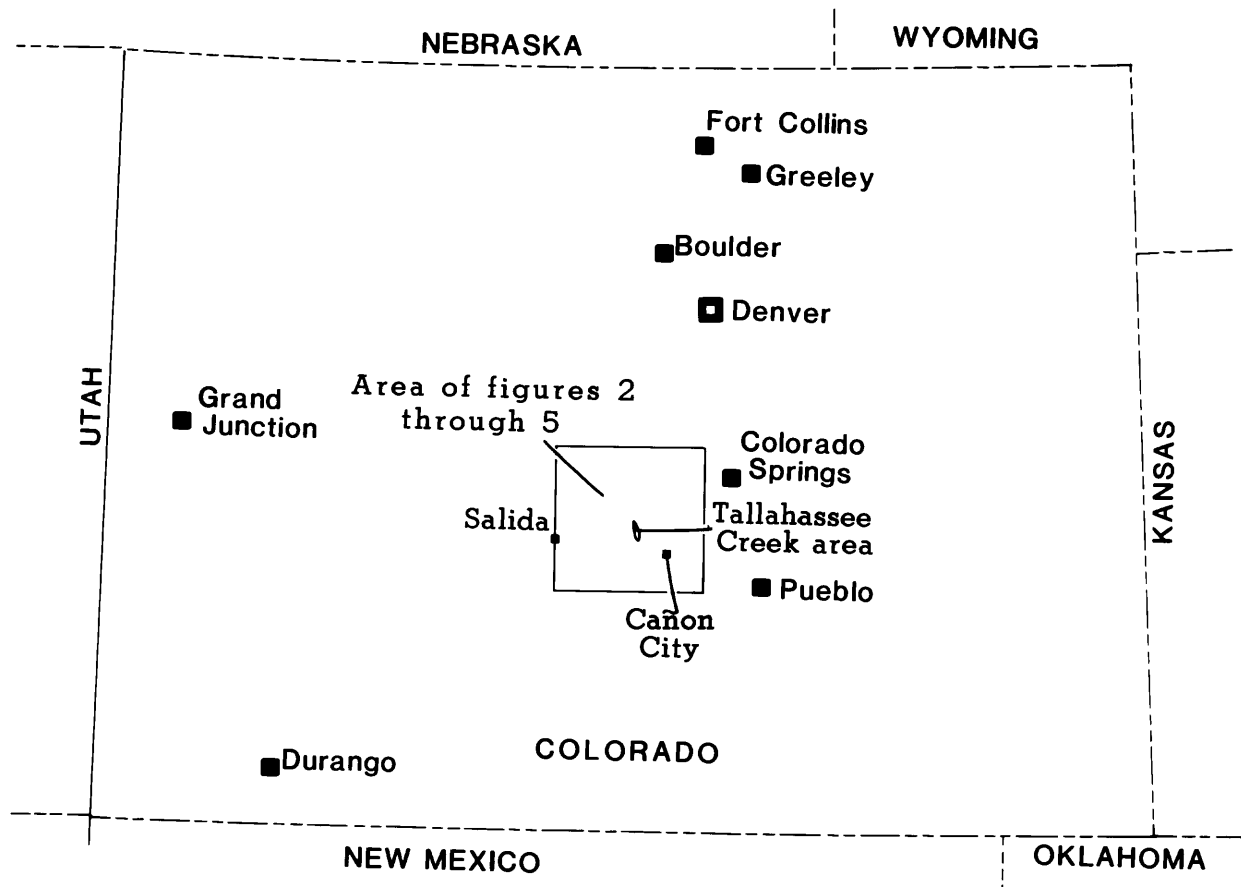 NEBRASKA
WYOMING
Fort Collins
Greeley
Boulder
Denver
UTAH
Grand
Junction
Area of figures 2
through 5
Colorado
Springs
KANSAS
Salida
Tallahassee
Creek area
Pueblo
Cañon
City
Durango
COLORADO
NEW MEXICO
OKLAHOMA